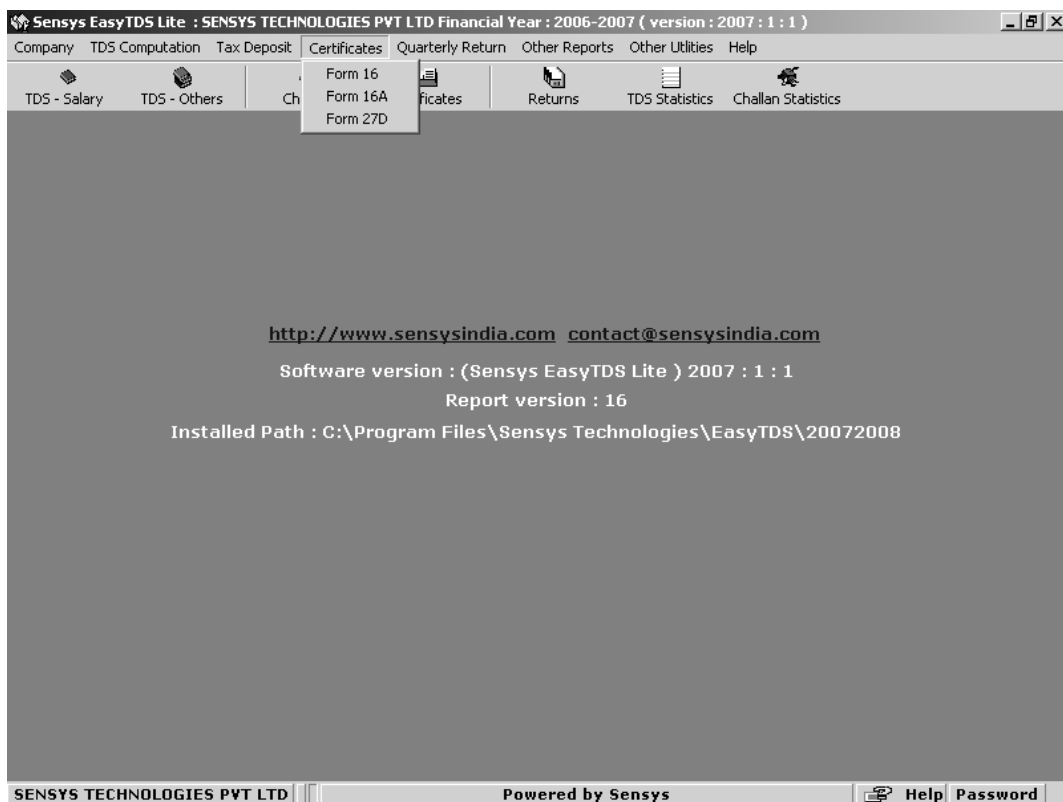 Sensys EasyTDS Lite : SENSYS TECHNOLOGIES PVT LTD Financial Year : 2006-2007 ( version : 2007 : 1 : 1 )
Company TDS Computation Tax Deposit Certificates Quarterly Return Other Reports Other Utlities Help
Form 16
Form 16A
Form 27D
TDS - Salary TDS - Others Ch ficates Returns TDS Statistics Challan Statistics
http://www.sensysindia.com contact@sensysindia.com
Software version : (Sensys EasyTDS Lite ) 2007 : 1 : 1
Report version : 16
Installed Path : C:\Program Files\Sensys Technologies\EasyTDS\20072008
SENSYS TECHNOLOGIES PVT LTD Powered by Sensys Help Password